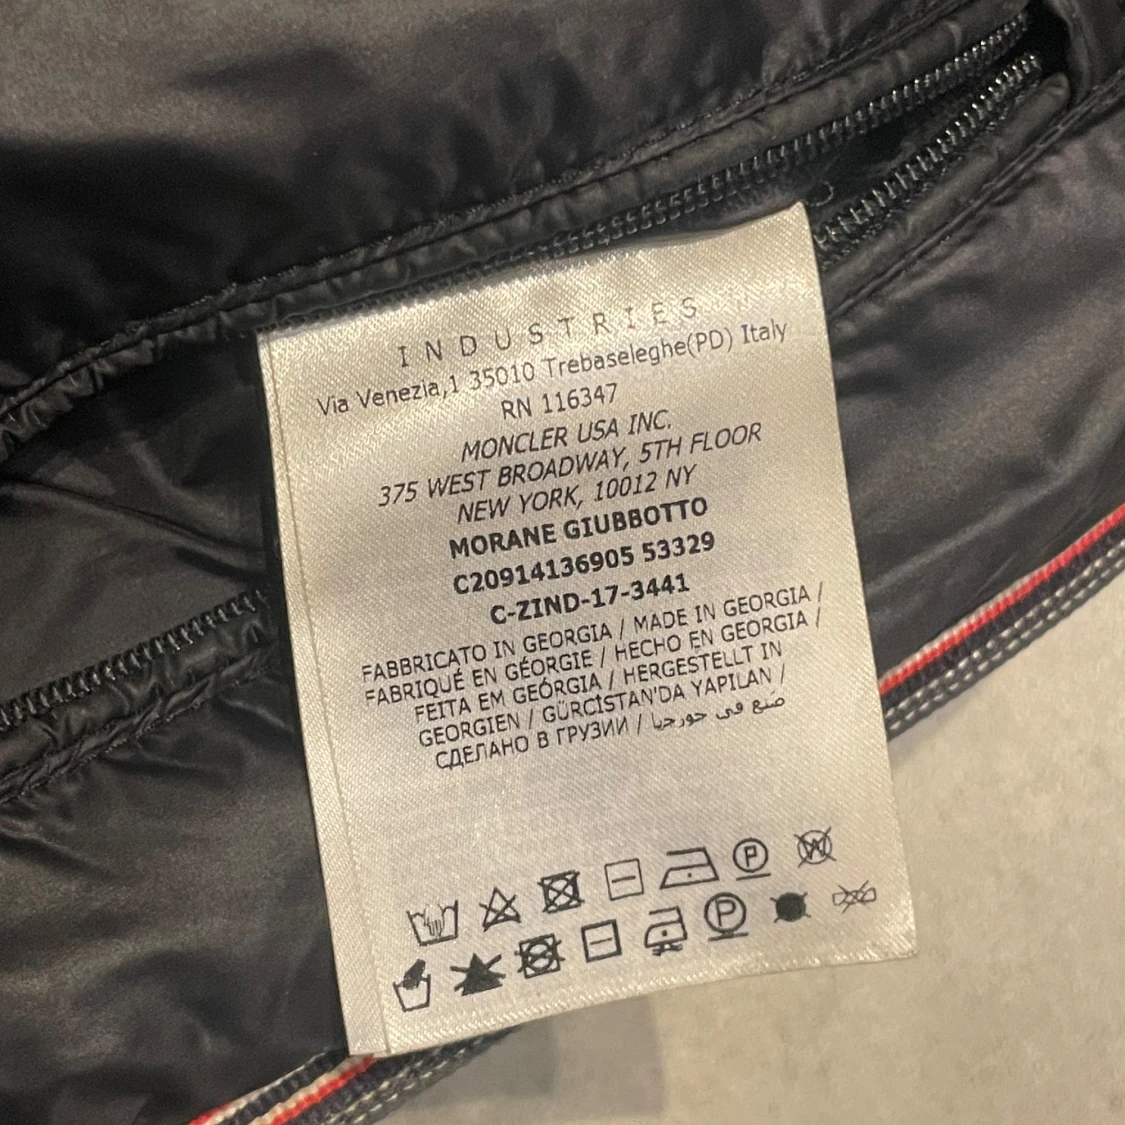 INDUSTRIES
Via Venezia,1 35010 Trebaseleghe(PD) Italy
RN 116347
MONCLER USA INC.
375 WEST BROADWAY, 5TH FLOOR
NEW YORK, 10012 NY
MORANE GIUBBOTTO
C20914136905 53329
C-ZIND-17-3441
FABBRICATO IN GEORGIA / MADE IN GEORGIA /
FABRIQUÉ EN GÉORGIE / HECHO EN GEORGIA /
FEITA EM GEÓRGIA / HERGESTELLT IN
GEORGIEN / GÜRCİSTAN'DA YAPILAN /
СДЕЛАНО В ГРУЗИИ / صنع في جورجيا
P W
P